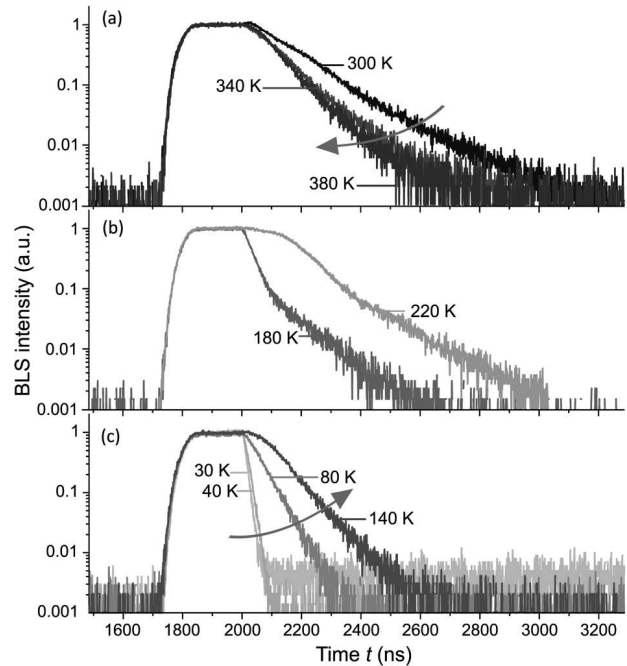 (a)
1
0.1
0.01
0.001
300 K
340 K
380 K
(b)
1
0.1
0.01
0.001
220 K
180 K
BLS intensity (a.u.)
(c)
1
0.1
0.01
0.001
30 K
40 K
80 K
140 K
1600 1800 2000 2200 2400 2600 2800 3000 3200
Time t (ns)